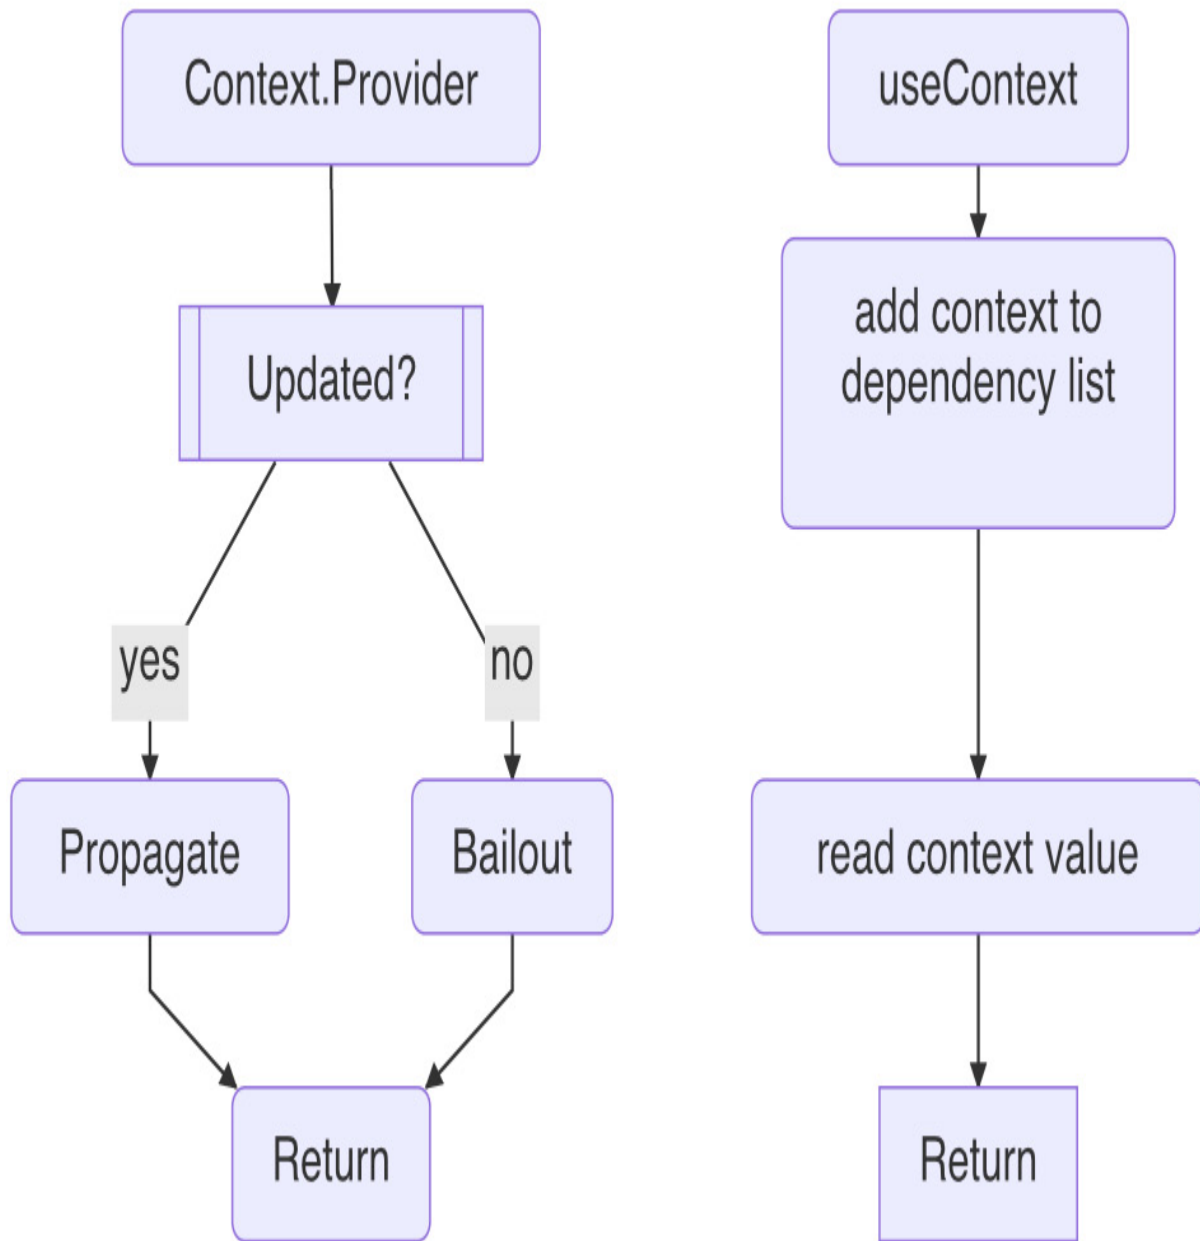 Context.Provider
Updated?
yes
no
Propagate
Bailout
Return
useContext
add context to
dependency list
read context value
Return